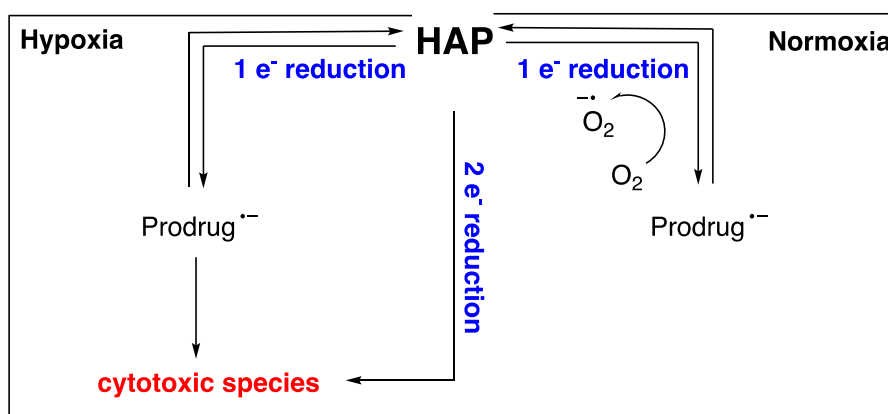 Hypoxia
HAP
Normoxia
1 e- reduction
1 e- reduction
-•
O2
O2
2 e- reduction
Prodrug •-
Prodrug •-
cytotoxic species